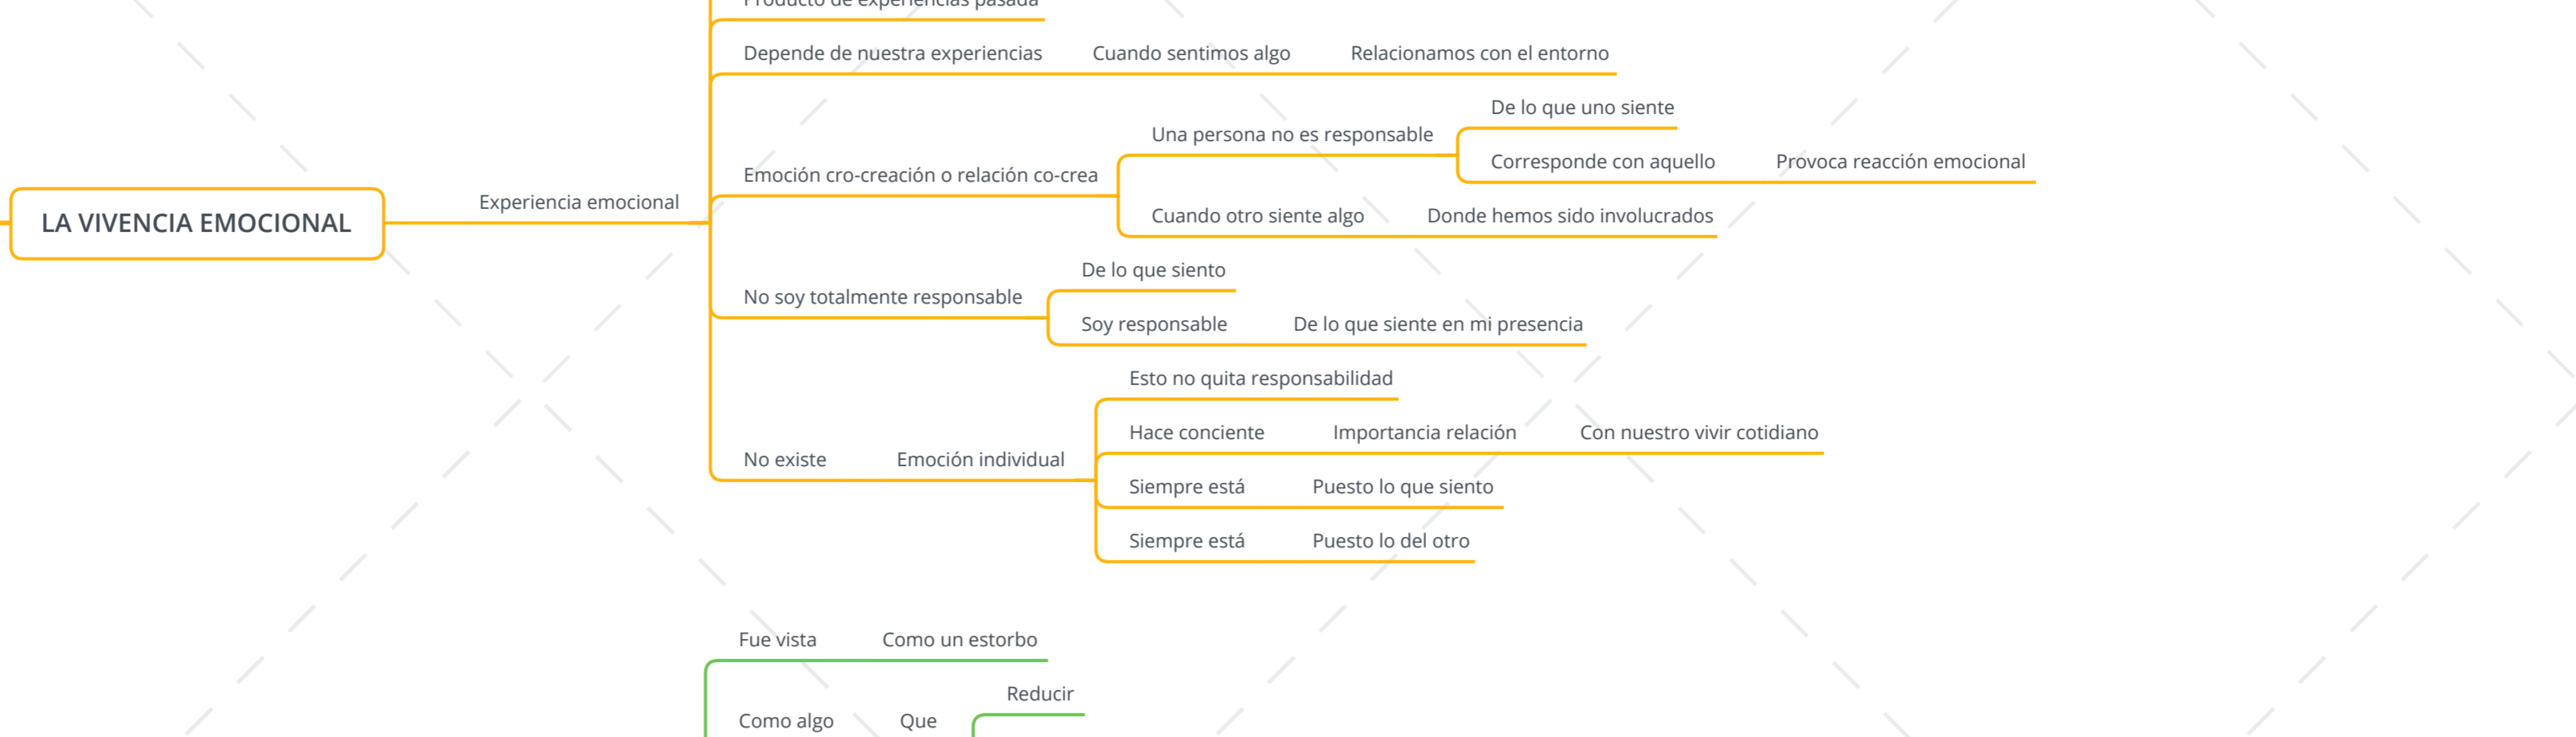 Producto de experiencias pasada
Depende de nuestra experiencias Cuando sentimos algo Relacionamos con el entorno
De lo que uno siente
Una persona no es responsable
Corresponde con aquello Provoca reacción emocional
Emoción cro-creación o relación co-crea
Experiencia emocional
Cuando otro siente algo Donde hemos sido involucrados
LA VIVENCIA EMOCIONAL
De lo que siento
No soy totalmente responsable
Soy responsable De lo que siente en mi presencia
Esto no quita responsabilidad
Hace conciente Importancia relación Con nuestro vivir cotidiano
No existe Emoción individual
Siempre está Puesto lo que siento
Siempre está Puesto lo del otro
Fue vista Como un estorbo
Reducir
Como algo Que